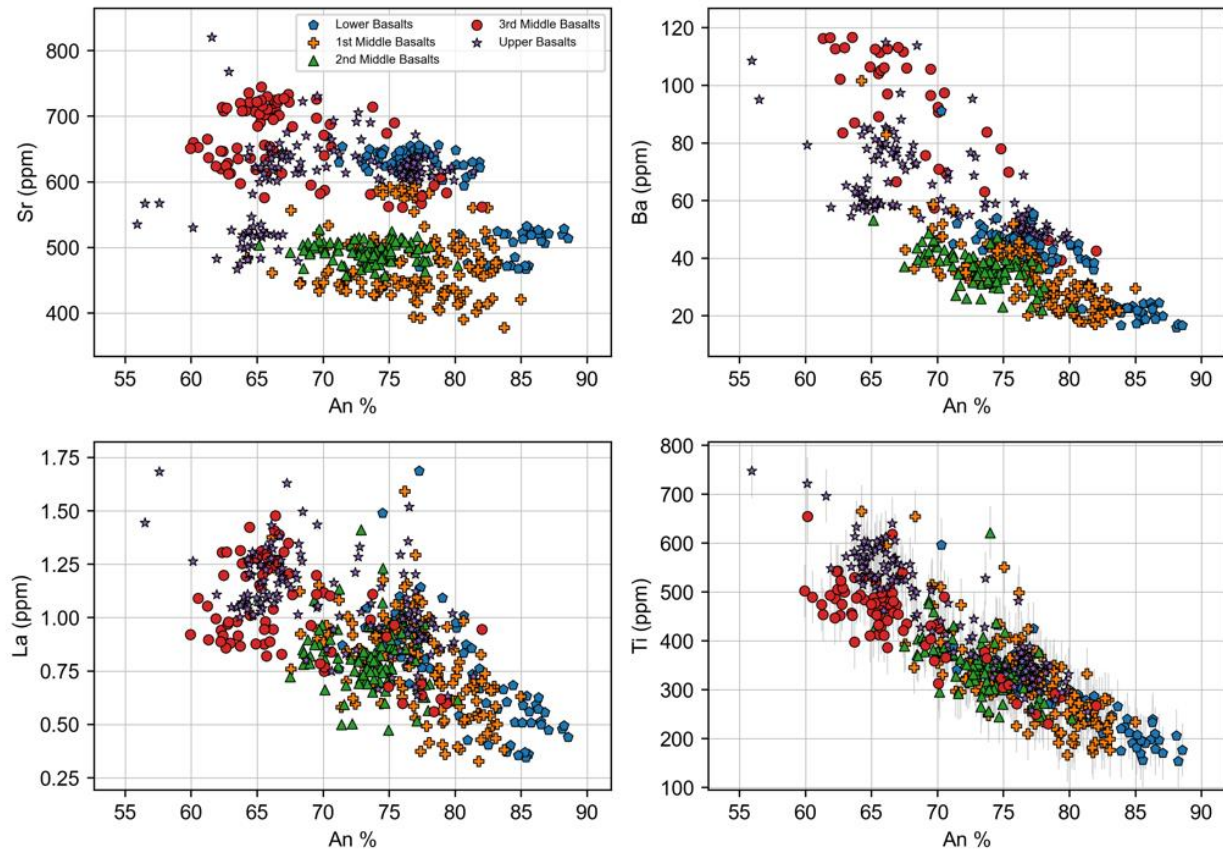 Lower Basalts
1st Middle Basalts
2nd Middle Basalts
3rd Middle Basalts
Upper Basalts
Sr (ppm)
800
700
600
500
400
55 60 65 70 75 80 85 90
An %
Ba (ppm)
120
100
80
60
40
20
55 60 65 70 75 80 85 90
An %
La (ppm)
1.75
1.50
1.25
1.00
0.75
0.50
0.25
55 60 65 70 75 80 85 90
An %
Ti (ppm)
800
700
600
500
400
300
200
100
55 60 65 70 75 80 85 90
An %